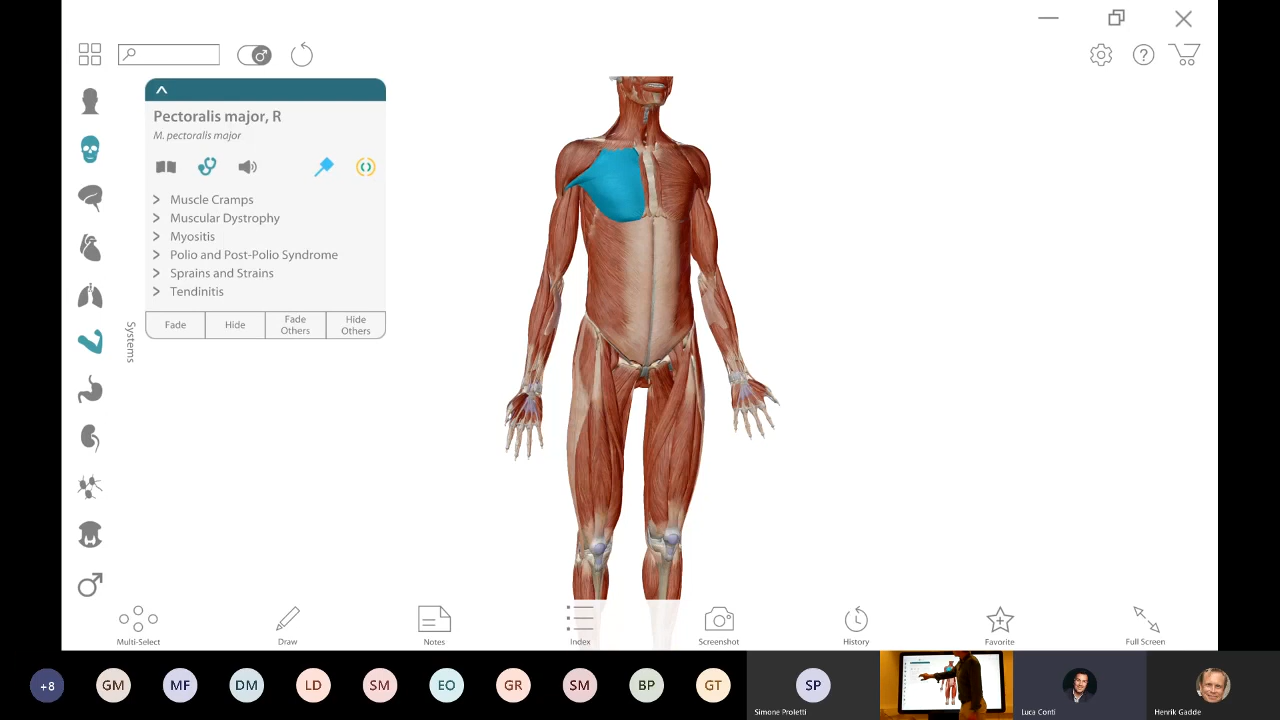 Pectoralis major, R
M. pectoralis major
Muscle Cramps
Muscular Dystrophy
Myositis
Polio and Post-Polio Syndrome
Sprains and Strains
Tendinitis
Fade
Hide
Fade
Others
Hide
Others
Systems
Multi-Select
Draw
Notes
Index
Screenshot
History
Favorite
Full Screen
+8
GM
MF
DM
LD
SM
EO
GR
SM
BP
GT
SP
Simone Proletti
Luca Conti
Henrik Gadde